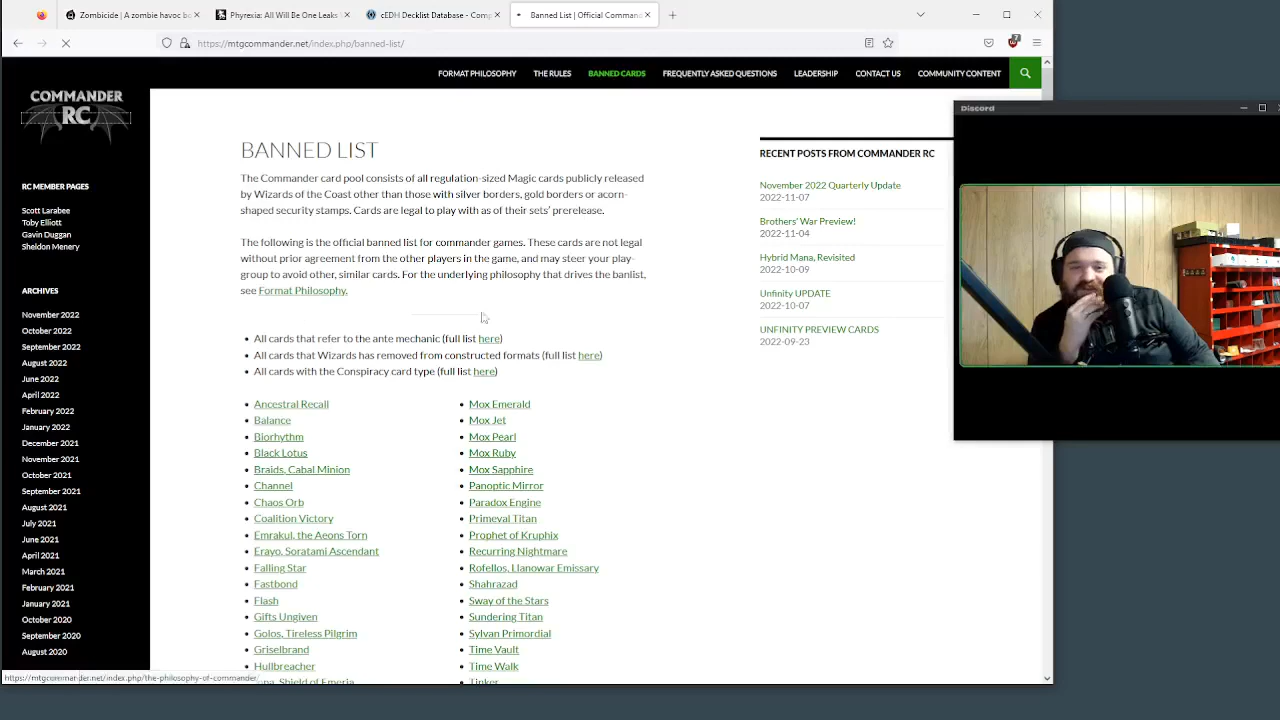 Zombicide: A zombie havoc bo
Phyrexia: All Will Be One Leaks
cEDH Decklist Database - Comp
Banned List | Official Comman
https://mtgcommander.net/index.php/banned-list/
7
COMMANDER
RC
FORMAT PHILOSOPHY
THE RULES
BANNED CARDS
FREQUENTLY ASKED QUESTIONS
LEADERSHIP
CONTACT US
COMMUNITY CONTENT
RC MEMBER PAGES
Scott Larabee
Toby Elliott
Gavin Duggan
Sheldon Menery
ARCHIVES
November 2022
October 2022
September 2022
August 2022
June 2022
April 2022
February 2022
January 2022
December 2021
November 2021
October 2021
September 2021
August 2021
July 2021
June 2021
April 2021
March 2021
February 2021
January 2021
October 2020
September 2020
August 2020
BANNED LIST
The Commander card pool consists of all regulation-sized Magic cards publicly released
by Wizards of the Coast other than those with silver borders, gold borders or acorn-
shaped security stamps. Cards are legal to play with as of their sets' prerelease.
The following is the official banned list for commander games. These cards are not legal
without prior agreement from the other players in the game, and may steer your play-
group to avoid other, similar cards. For the underlying philosophy that drives the banlist,
see Format Philosophy.
• All cards that refer to the ante mechanic (full list here)
• All cards that Wizards has removed from constructed formats (full list here)
• All cards with the Conspiracy card type (full list here)
• Ancestral Recall
• Balance
• Biorhythm
• Black Lotus
• Braids, Cabal Minion
• Channel
• Chaos Orb
• Coalition Victory
• Emrakul, the Aeons Torn
• Erayo, Soratami Ascendant
• Falling Star
• Fastbond
• Flash
• Gifts Ungiven
• Golos, Tireless Pilgrim
• Griselbrand
• Hullbreacher
Shield of Emeria
• Mox Emerald
• Mox Jet
• Mox Pearl
• Mox Ruby
• Mox Sapphire
• Panoptic Mirror
• Paradox Engine
• Primeval Titan
• Prophet of Kruphix
• Recurring Nightmare
• Rofellos, Llanowar Emissary
• Shahrazad
• Sway of the Stars
• Sundering Titan
• Sylvan Primordial
• Time Vault
• Time Walk
• Tinker
RECENT POSTS FROM COMMANDER RC
November 2022 Quarterly Update
2022-11-07
Brothers' War Preview!
2022-11-04
Hybrid Mana, Revisited
2022-10-09
Unfinity UPDATE
2022-10-07
UNFINITY PREVIEW CARDS
2022-09-23
Discord
https://mtgcommander.net/index.php/the-philosophy-of-commander/